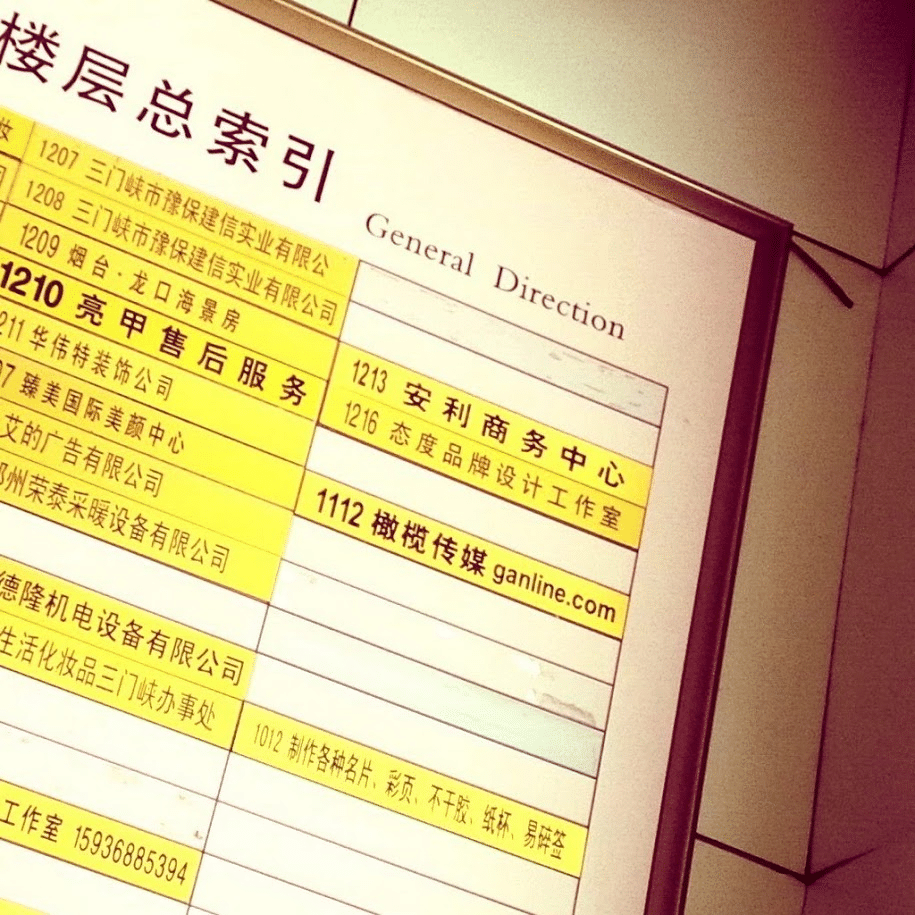 楼层总索引
General Direction
妆
司
1207 三门峡市豫保建信实业有限公
1208 三门峡市豫保建信实业有限公司
1209 烟台·龙口海景房
1210 亮甲售后服务
211 华伟特装饰公司
07 臻美国际美颜中心
艾的广告有限公司
郑州荣泰采暖设备有限公司
德隆机电设备有限公司
生活化妆品三门峡办事处
工作室 15936885394
1213 安利商务中心
1216 态度品牌设计工作室
1112 橄榄传媒 ganline.com
1012 制作各种名片、彩页、不干胶、纸杯、易碎签